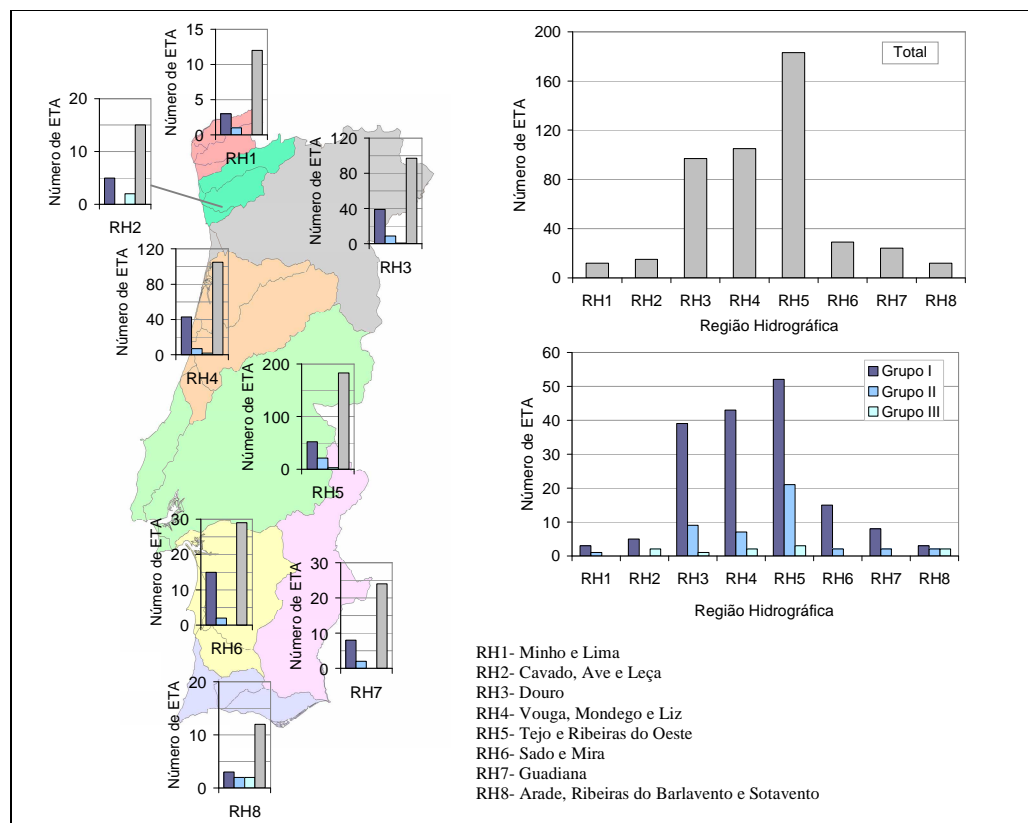 15
10
5
0
Número de ETA
RH1
20
10
0
Número de ETA
RH2
120
80
40
0
Número de ETA
RH3
120
80
40
0
Número de ETA
RH4
200
100
0
Número de ETA
RH5
30
20
10
0
Número de ETA
RH6
30
20
10
0
Número de ETA
RH7
20
10
0
Número de ETA
RH8
Total
200
160
120
80
40
0
Número de ETA
RH1 RH2 RH3 RH4 RH5 RH6 RH7 RH8
Região Hidrográfica
Grupo I
Grupo II
Grupo III
60
50
40
30
20
10
0
Número de ETA
RH1 RH2 RH3 RH4 RH5 RH6 RH7 RH8
Região Hidrográfica
RH1- Minho e Lima
RH2- Cavado, Ave e Leça
RH3- Douro
RH4- Vouga, Mondego e Liz
RH5- Tejo e Ribeiras do Oeste
RH6- Sado e Mira
RH7- Guadiana
RH8- Arade, Ribeiras do Barlavento e Sotavento